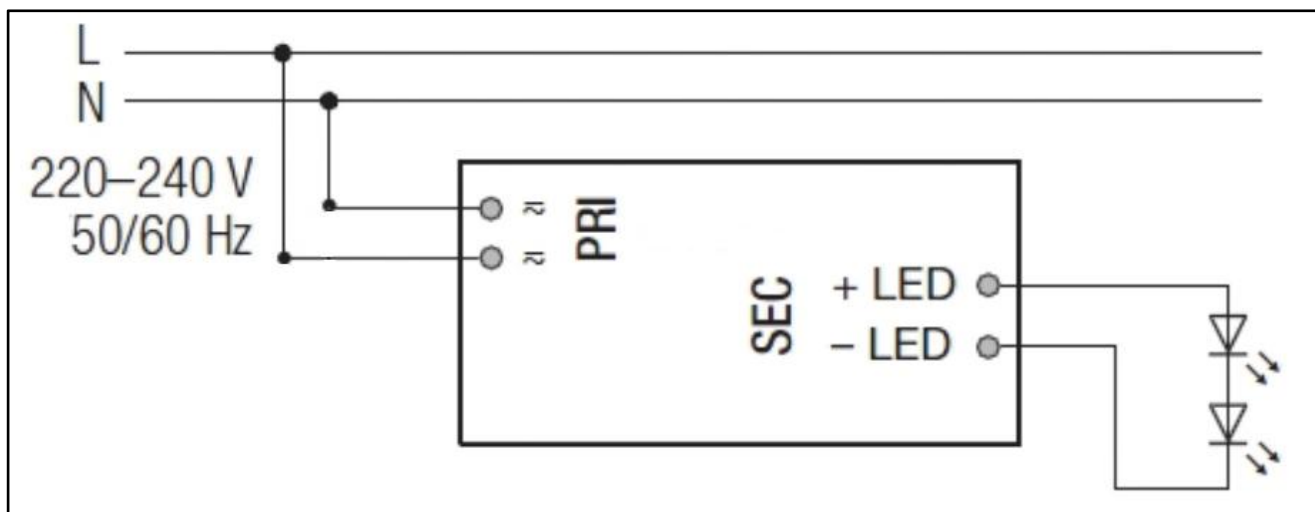 L
N
220–240 V
50/60 Hz
≂
≂
PRI
SEC
+ LED
− LED